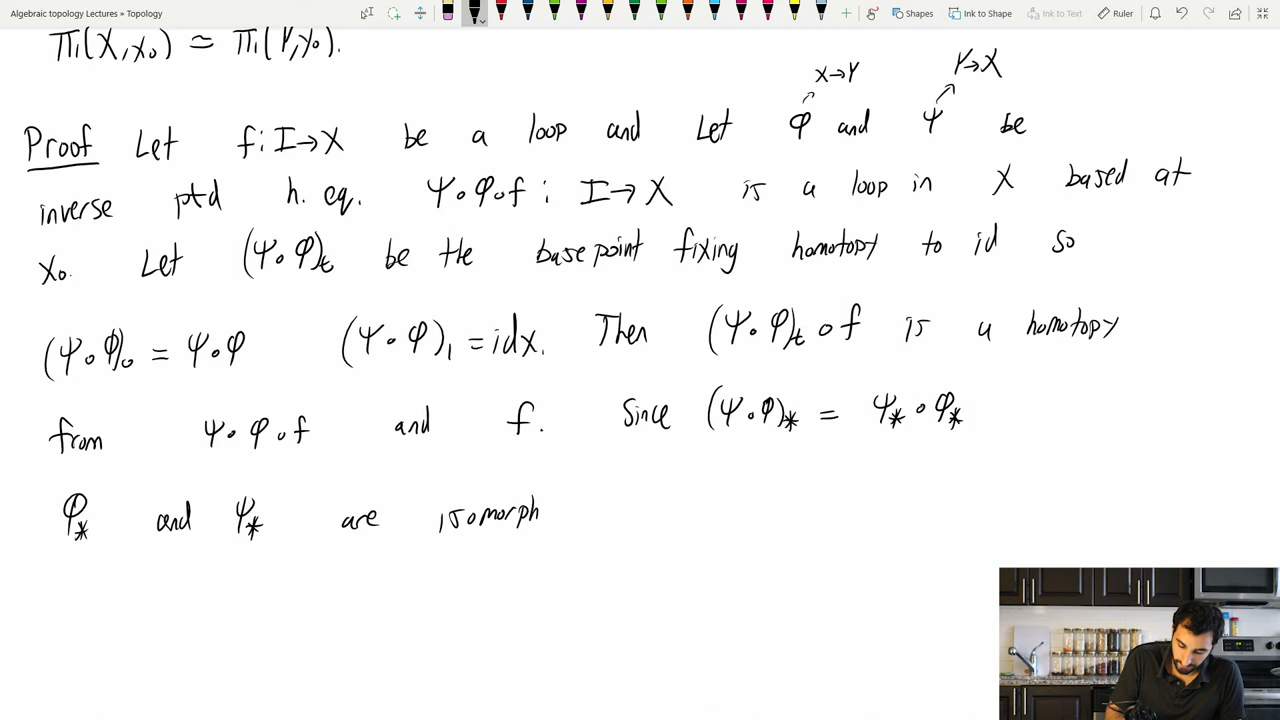 Algebraic topology Lectures » Topology
Shapes Ink to Shape Ink to Text Ruler
π₁(X, x₀) ≃ π₁(Y, y₀).
X→Y Y→X
Proof Let f: I→X be a loop and Let φ and ψ be
inverse ptd h. eq. ψ∘φ∘f : I→X is a loop in X based at
x₀. Let (ψ∘φ)ₜ be the base point fixing homotopy to id so
(ψ∘φ)₀ = ψ∘φ (ψ∘φ)₁ = idx. Then (ψ∘φ)ₜ∘f is a homotopy
from ψ∘φ∘f and f. Since (ψ∘φ)* = ψ*∘φ*
φ* and ψ* are isomorph